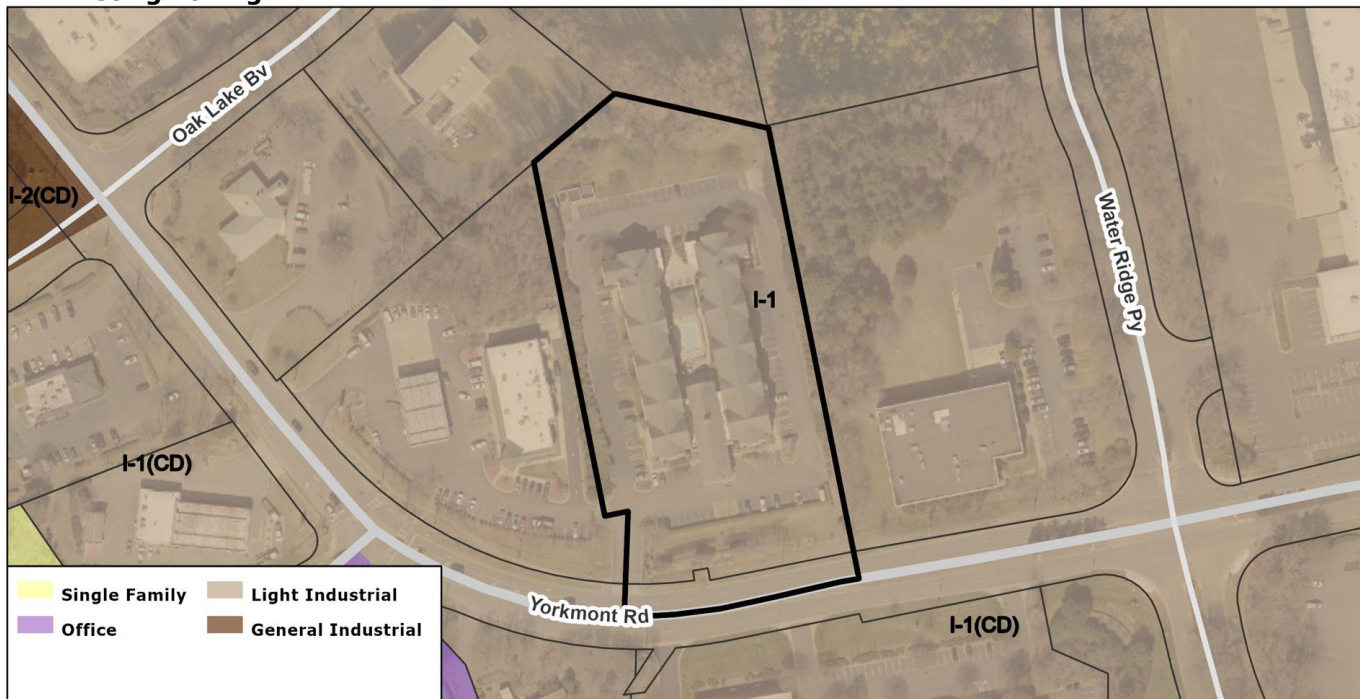 Oak Lake Bv
I-2(CD)
Water Ridge Py
I-1
I-1(CD)
Single Family
Light Industrial
Office
General Industrial
Yorkmont Rd
I-1(CD)